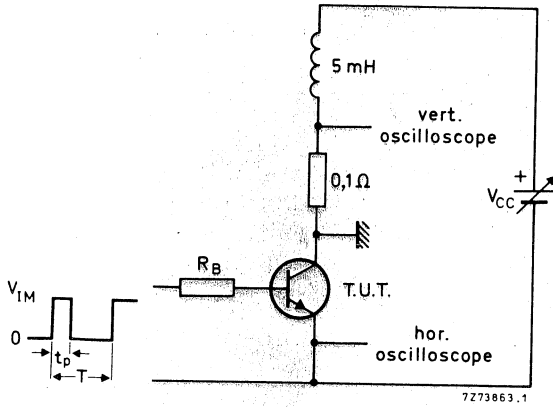 5 mH
vert.
oscilloscope
0,1Ω
+
V_CC
R_B
T.U.T.
V_IM
0
t_p
T
hor.
oscilloscope
7Z73863.1